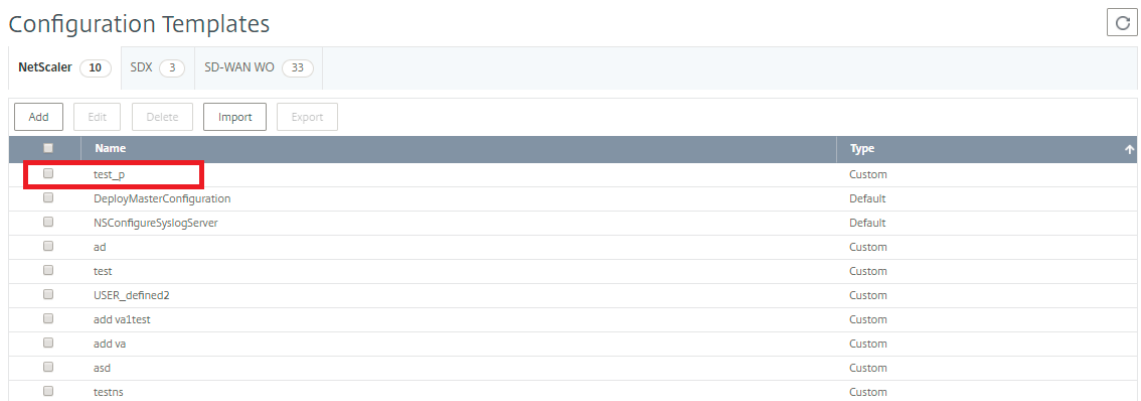 Configuration Templates
NetScaler 10 SDX 3 SD-WAN WO 33
Add Edit Delete Import Export
Name Type
test_p Custom
DeployMasterConfiguration Default
NSConfigureSyslogServer Default
ad Custom
test Custom
USER_defined2 Custom
add va1test Custom
add va Custom
asd Custom
testns Custom